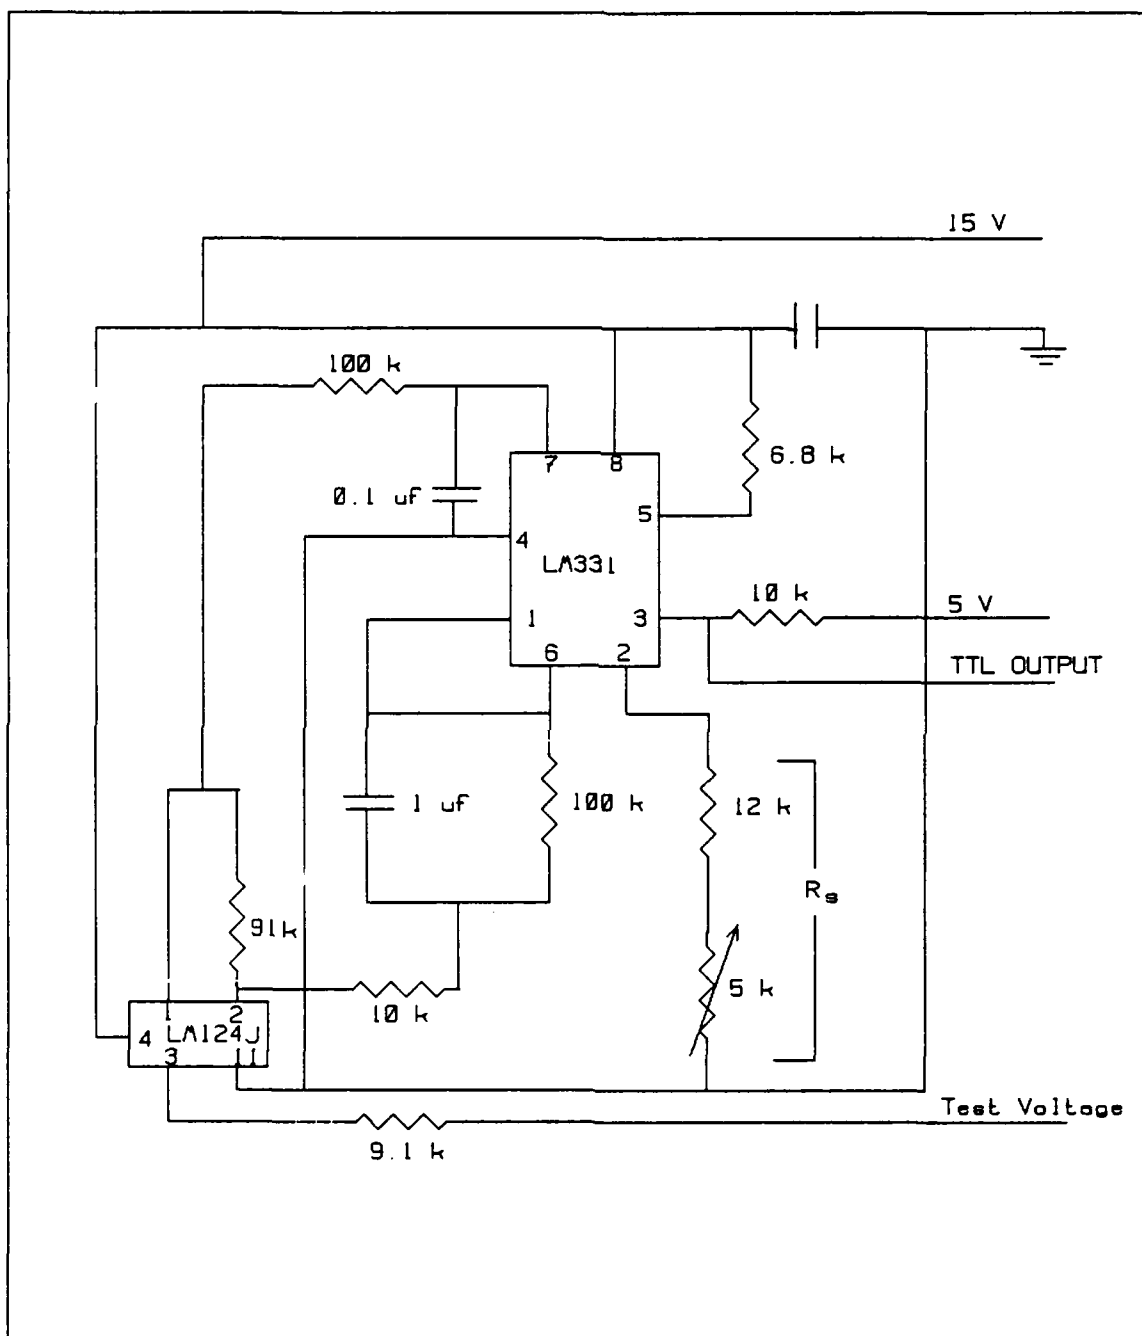 15 V
100 k
7
8
6.8 k
0.1 uf
5
4
LM331
10 k
5 V
1
3
6
2
TTL OUTPUT
1 uf
100 k
12 k
Rs
91k
5 k
10 k
1
2
4
LM124J
3
11
Test Voltage
9.1 k